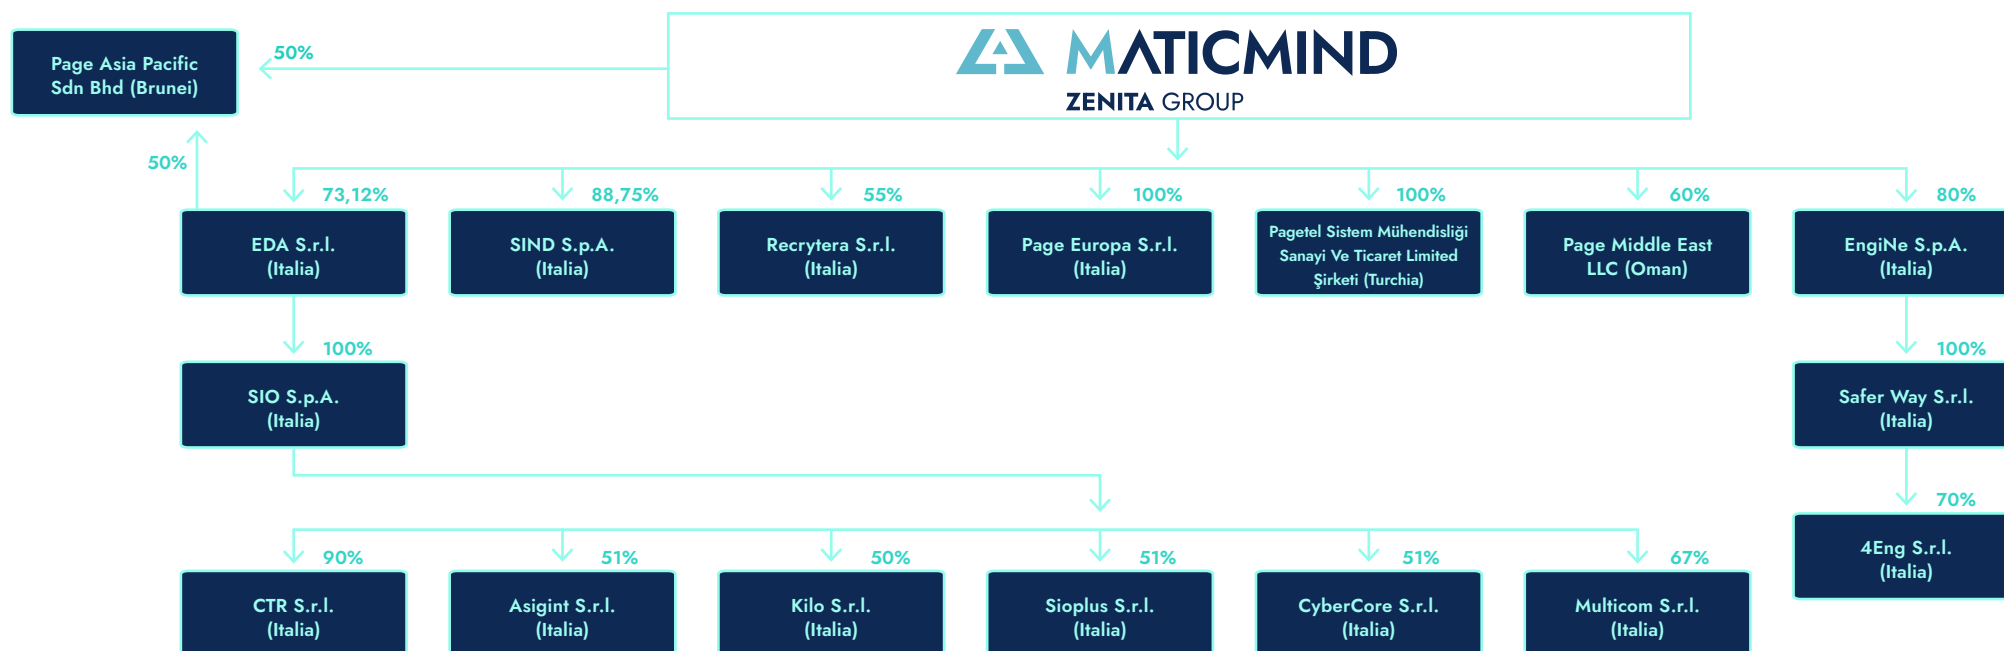 MATICMIND
ZENITA GROUP
50%
Page Asia Pacific
Sdn Bhd (Brunei)
50%
73,12%
88,75%
55%
100%
100%
60%
80%
EDA S.r.l.
(Italia)
SIND S.p.A.
(Italia)
Recrytera S.r.l.
(Italia)
Page Europa S.r.l.
(Italia)
Pagetel Sistem Mühendisliği
Sanayi Ve Ticaret Limited
Şirketi (Turchia)
Page Middle East
LLC (Oman)
EngiNe S.p.A.
(Italia)
100%
100%
SIO S.p.A.
(Italia)
Safer Way S.r.l.
(Italia)
70%
4Eng S.r.l.
(Italia)
90%
51%
50%
51%
51%
67%
CTR S.r.l.
(Italia)
Asigint S.r.l.
(Italia)
Kilo S.r.l.
(Italia)
Sioplus S.r.l.
(Italia)
CyberCore S.r.l.
(Italia)
Multicom S.r.l.
(Italia)